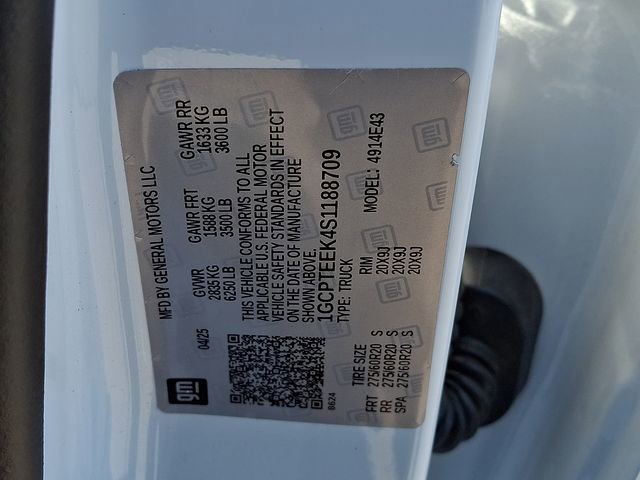 gm
04/25
MFD BY GENERAL MOTORS LLC
GVWR GAWR FRT GAWR RR
2835 KG 1588 KG 1633 KG
6250 LB 3500 LB 3600 LB
THIS VEHICLE CONFORMS TO ALL
APPLICABLE U.S. FEDERAL MOTOR
VEHICLE SAFETY STANDARDS IN EFFECT
ON THE DATE OF MANUFACTURE
SHOWN ABOVE.
1GCPTEEK4S1188709
TYPE: TRUCK MODEL: 4914E43
8624
TIRE SIZE RIM
FRT 275/60R20 S 20X9J
RR 275/60R20 S 20X9J
SPA 275/60R20 S 20X9J